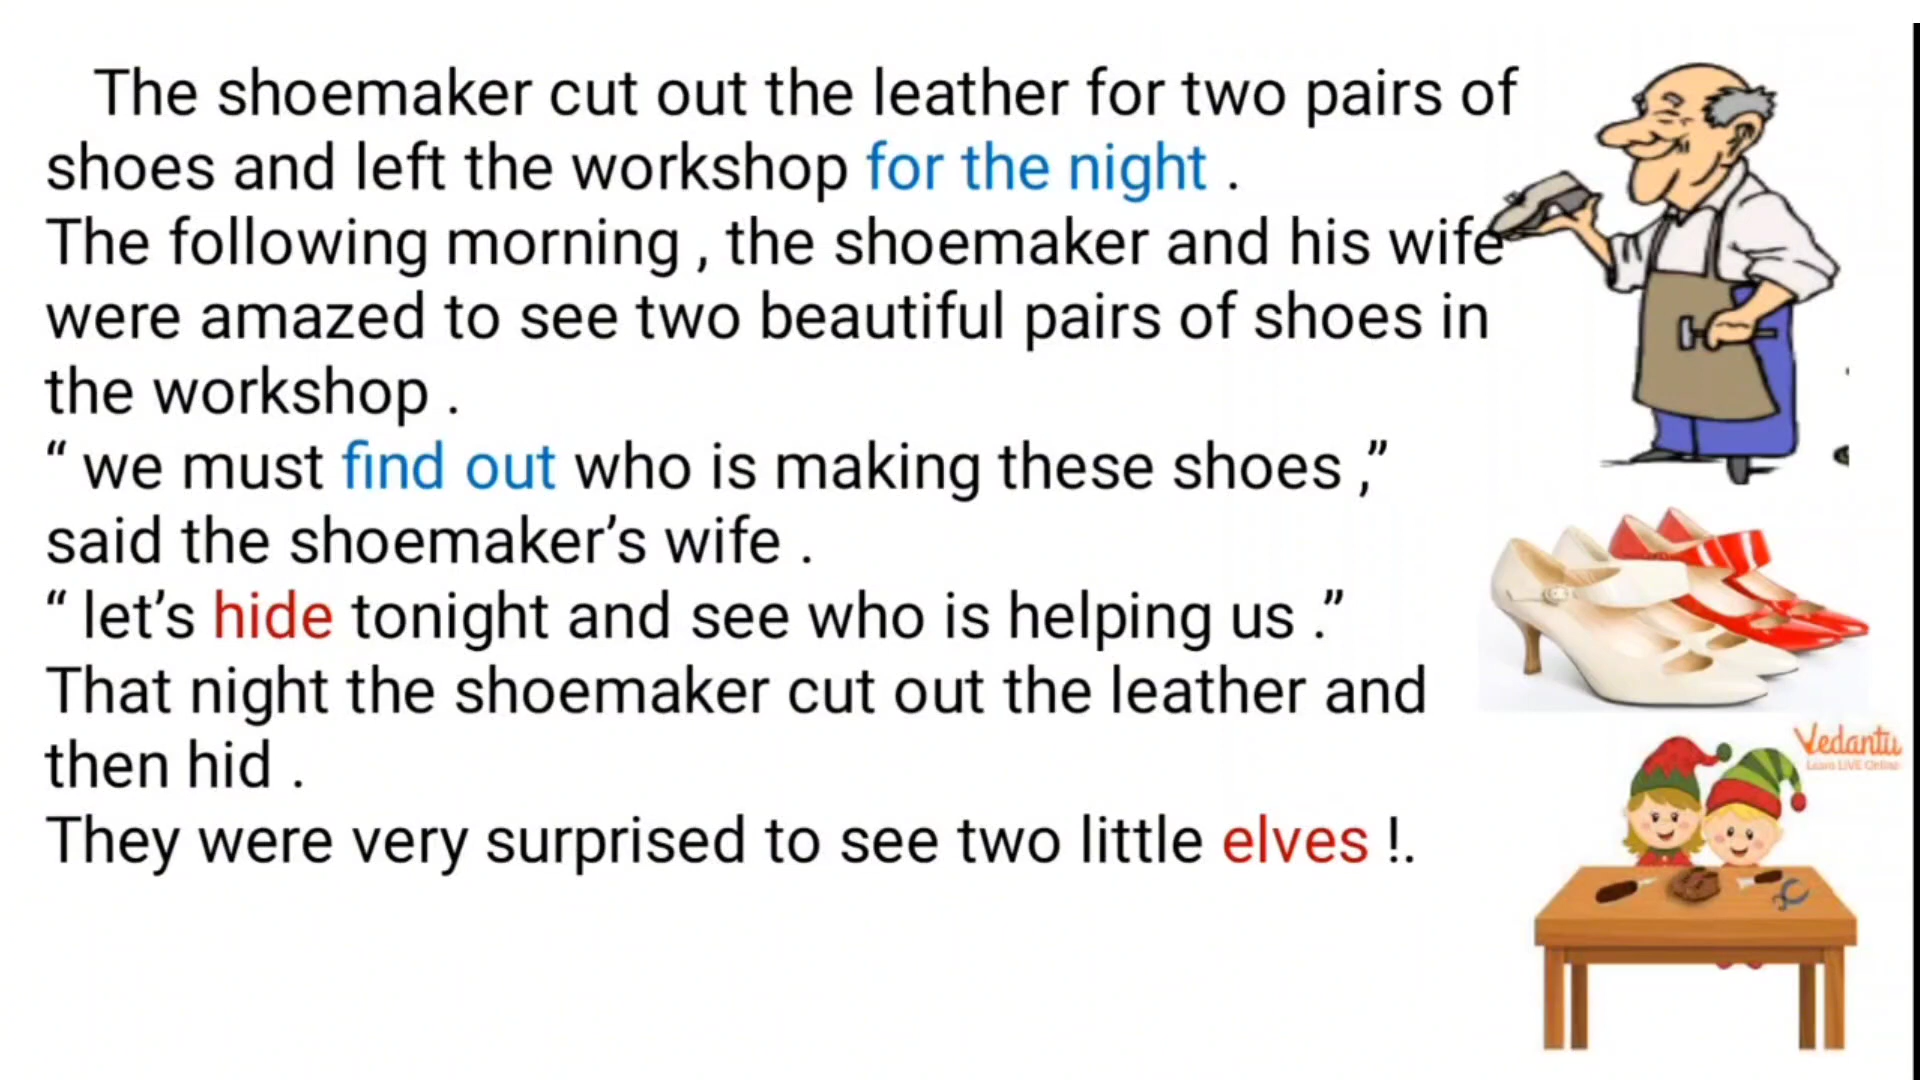 The shoemaker cut out the leather for two pairs of
shoes and left the workshop for the night .
The following morning , the shoemaker and his wife
were amazed to see two beautiful pairs of shoes in
the workshop .
“ we must find out who is making these shoes ,”
said the shoemaker’s wife .
“ let’s hide tonight and see who is helping us .”
That night the shoemaker cut out the leather and
then hid .
They were very surprised to see two little elves !.
Vedantu
Learn LIVE Online